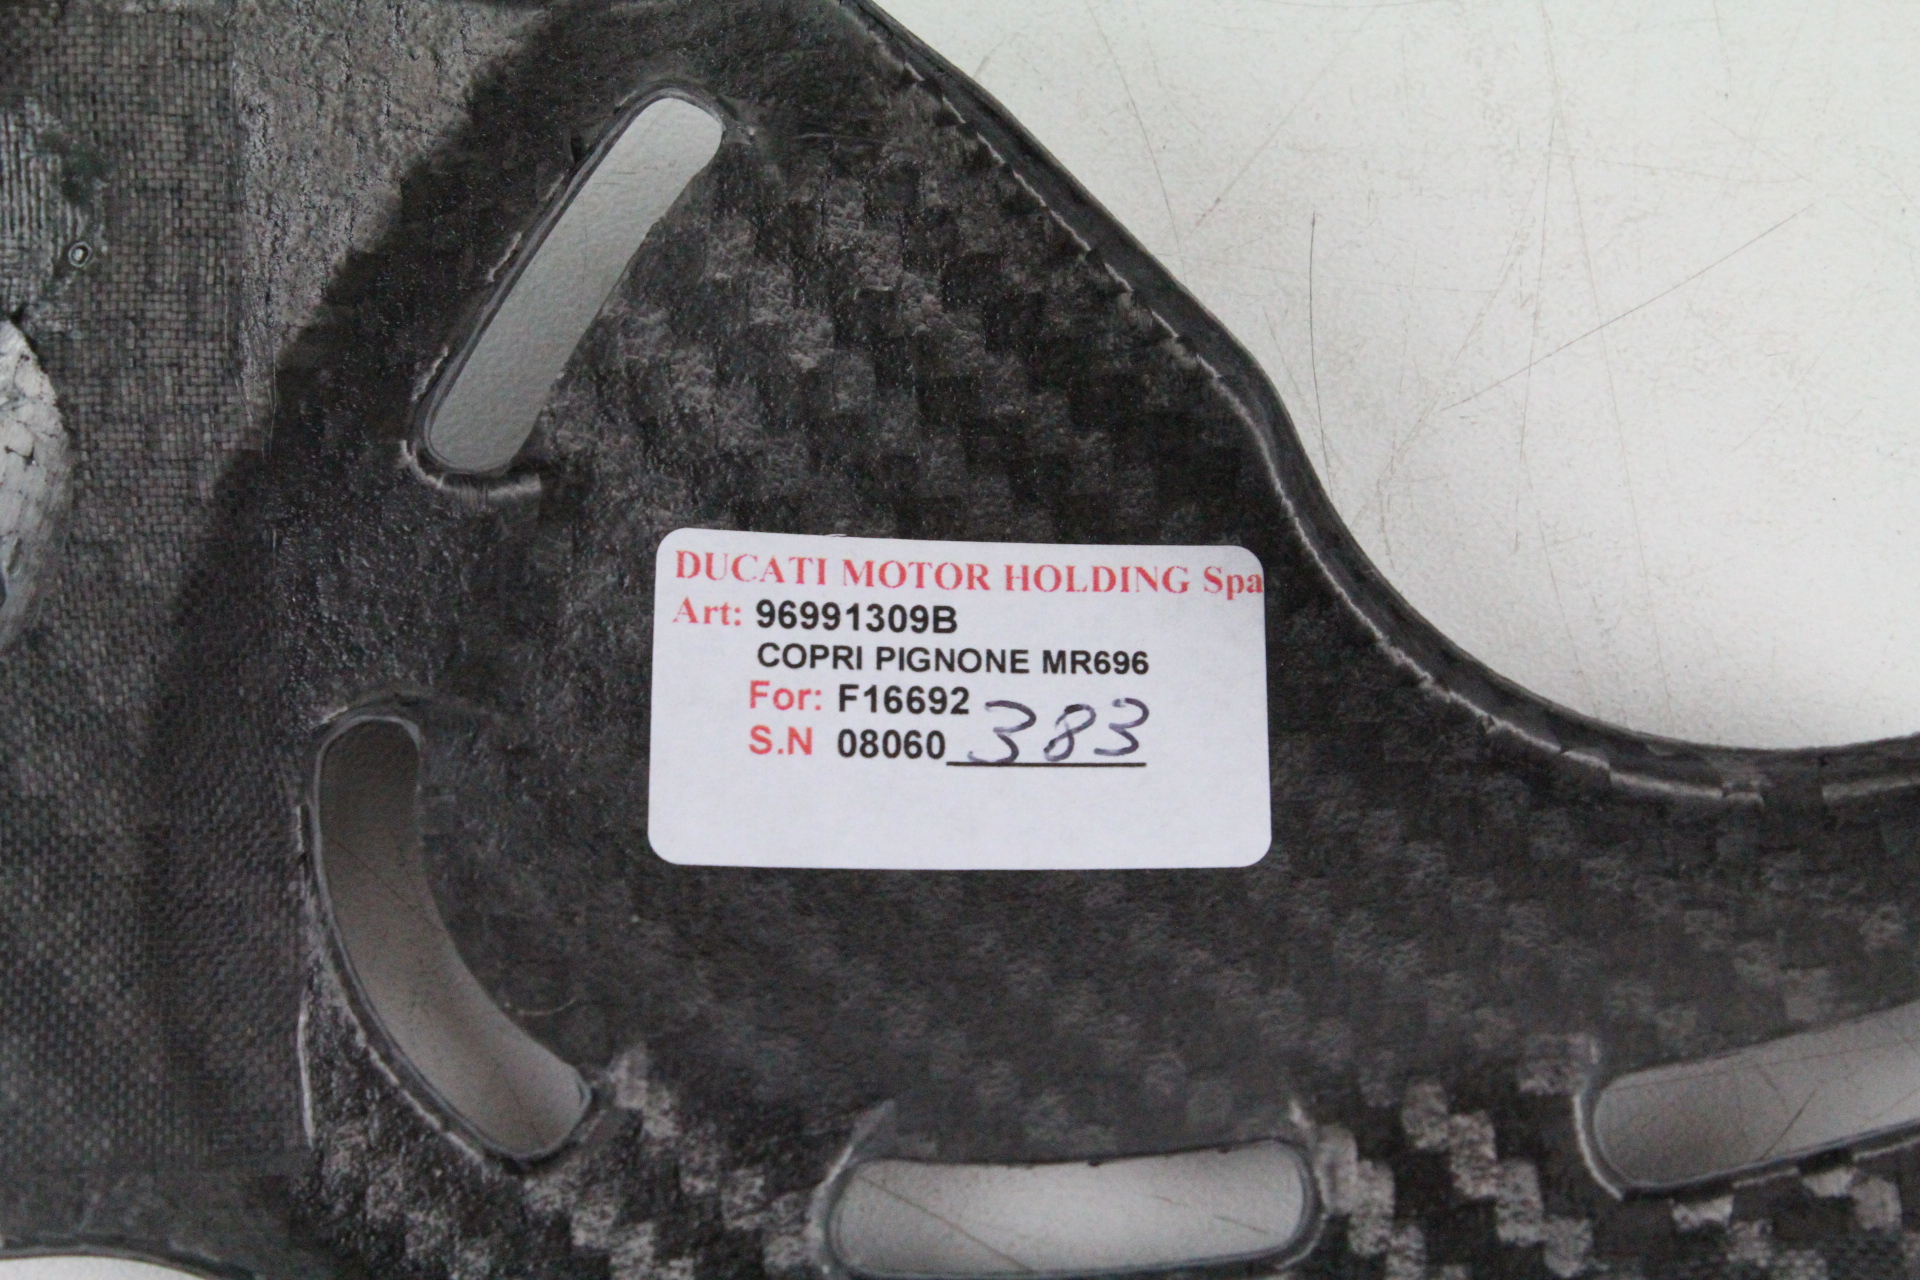 DUCATI MOTOR HOLDING Spa
Art: 96991309B
COPRI PIGNONE MR696
For: F16692
S.N 08060 383